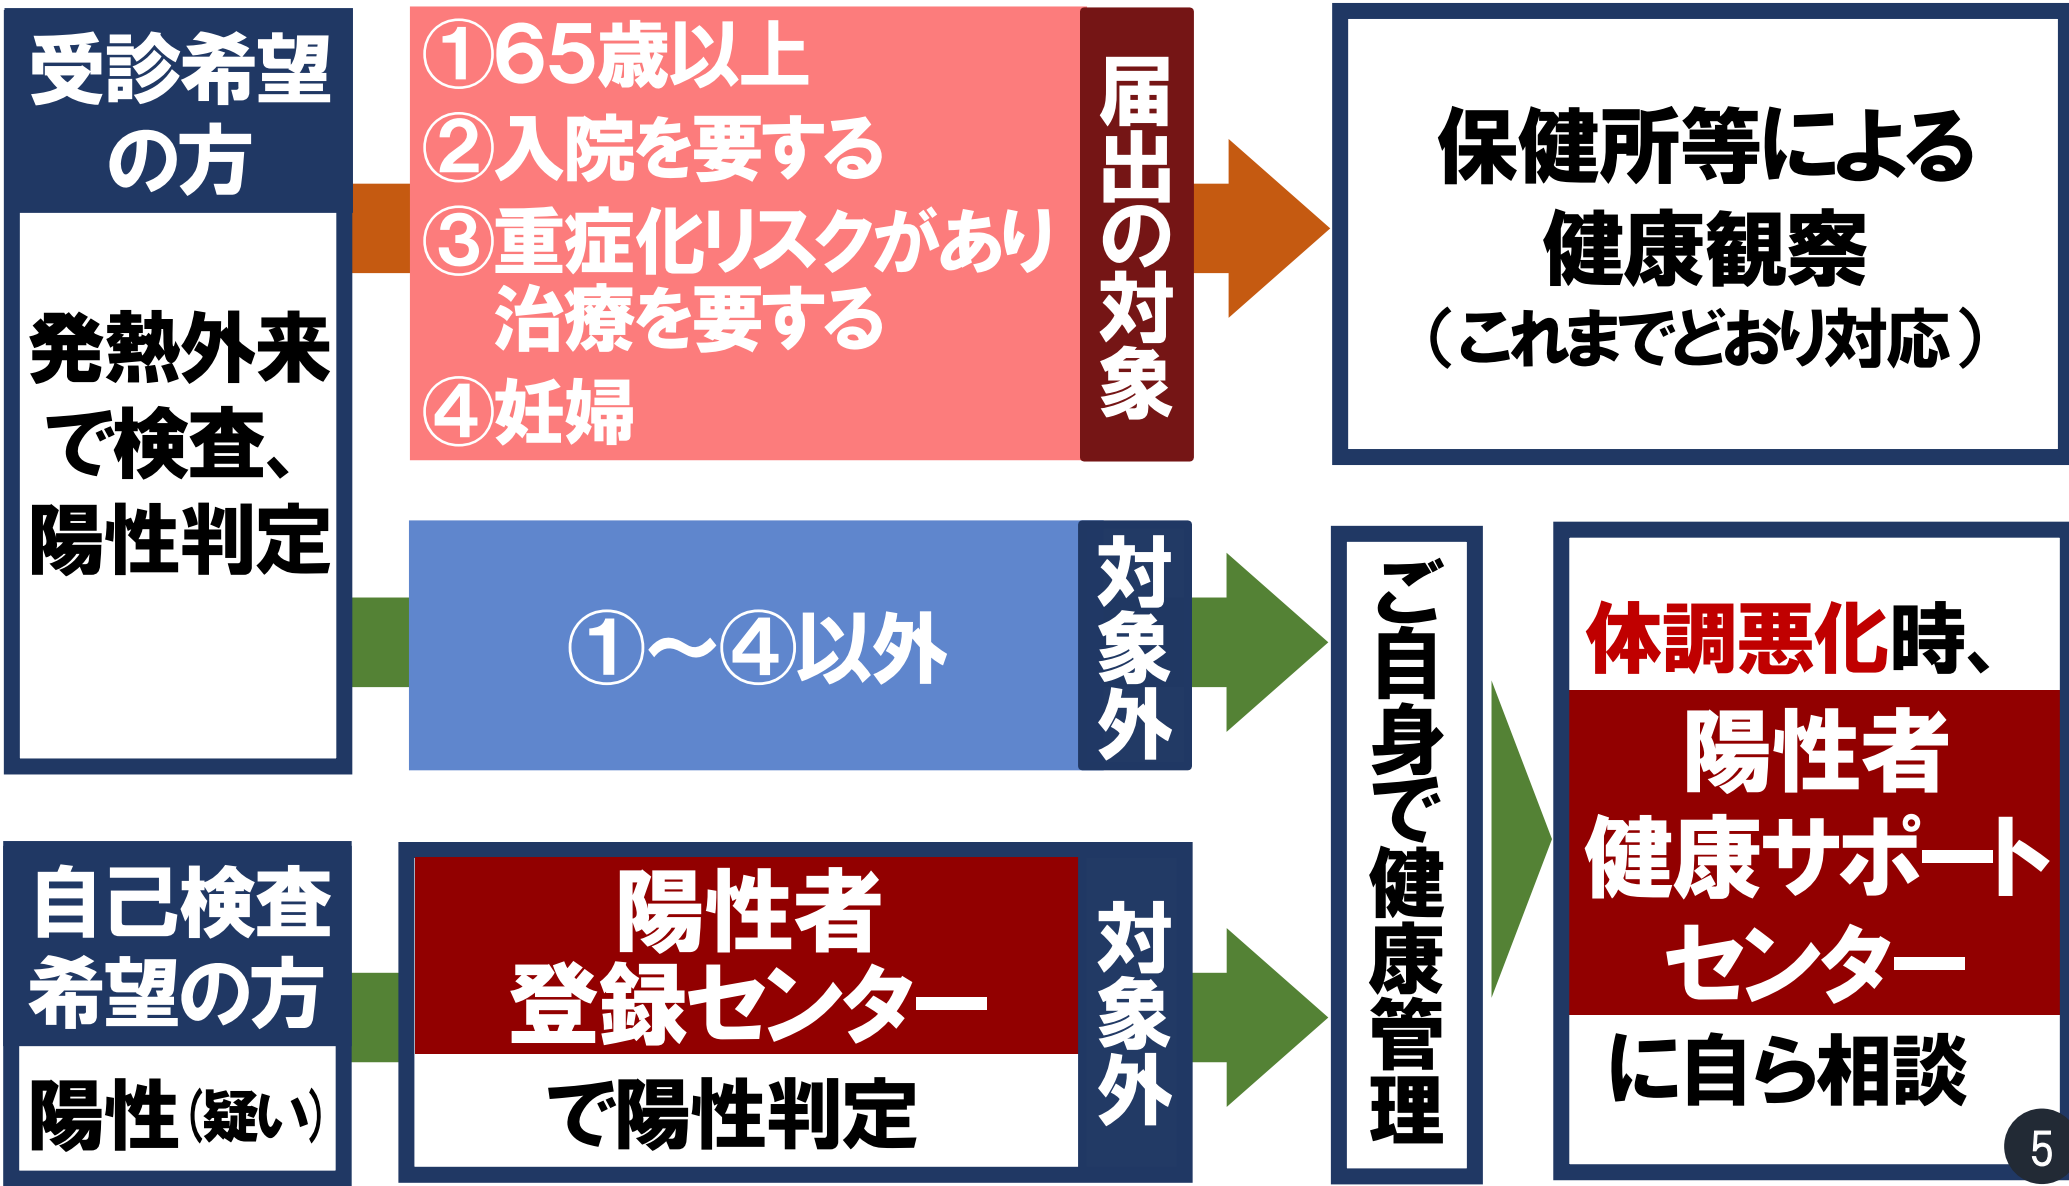 受診希望
の方
発熱外来
で検査、
陽性判定
①65歳以上
②入院を要する
③重症化リスクがあり
治療を要する
④妊婦
届出の対象
保健所等による
健康観察
（これまでどおり対応）
①～④以外
対象外
自己検査
希望の方
陽性（疑い）
陽性者
登録センター
で陽性判定
対象外
ご自身で健康管理
体調悪化時、
陽性者
健康サポート
センター
に自ら相談
5